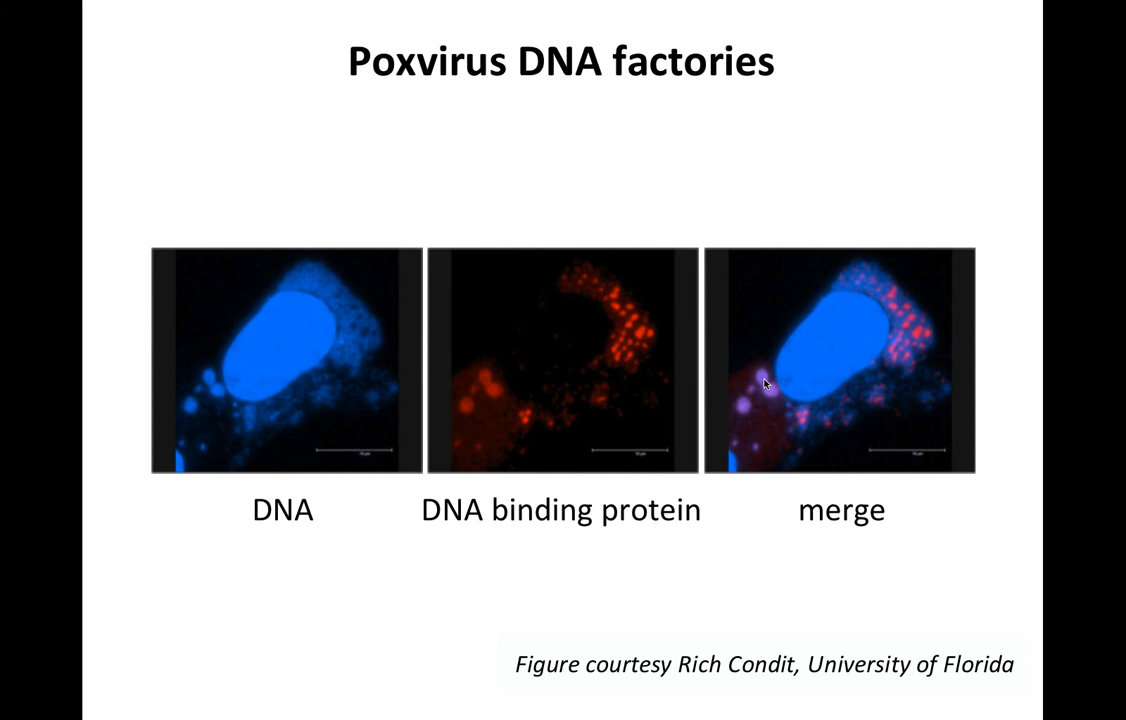 Poxvirus DNA factories
DNA
DNA binding protein
merge
Figure courtesy Rich Condit, University of Florida